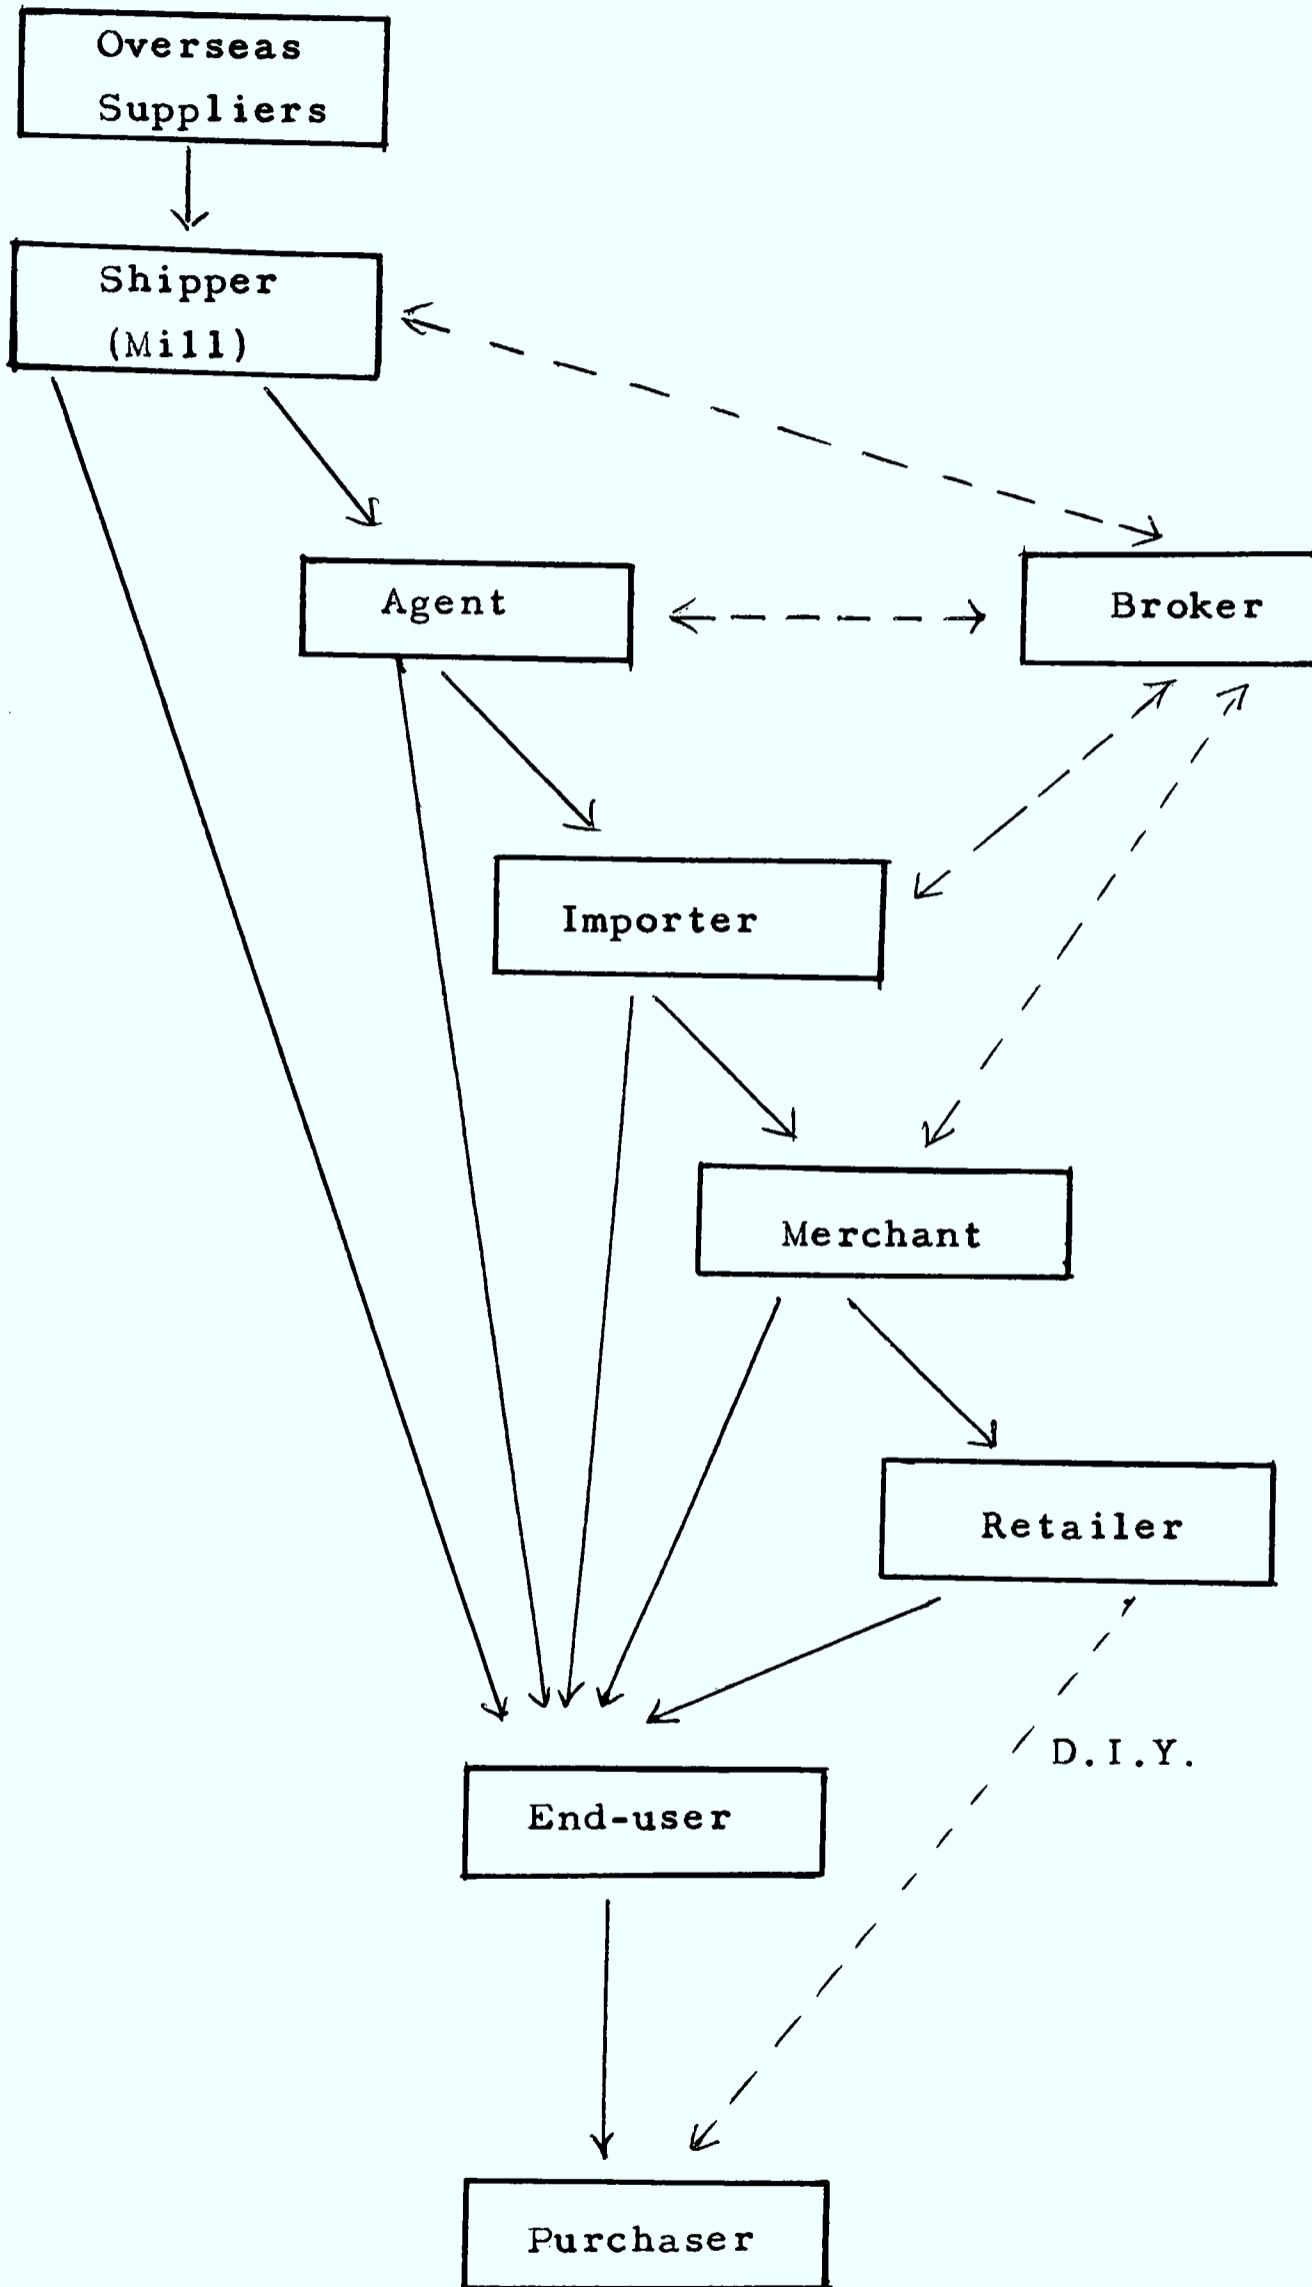 Overseas
Suppliers
Shipper
(Mill)
Agent
Broker
Importer
Merchant
Retailer
D.I.Y.
End-user
Purchaser